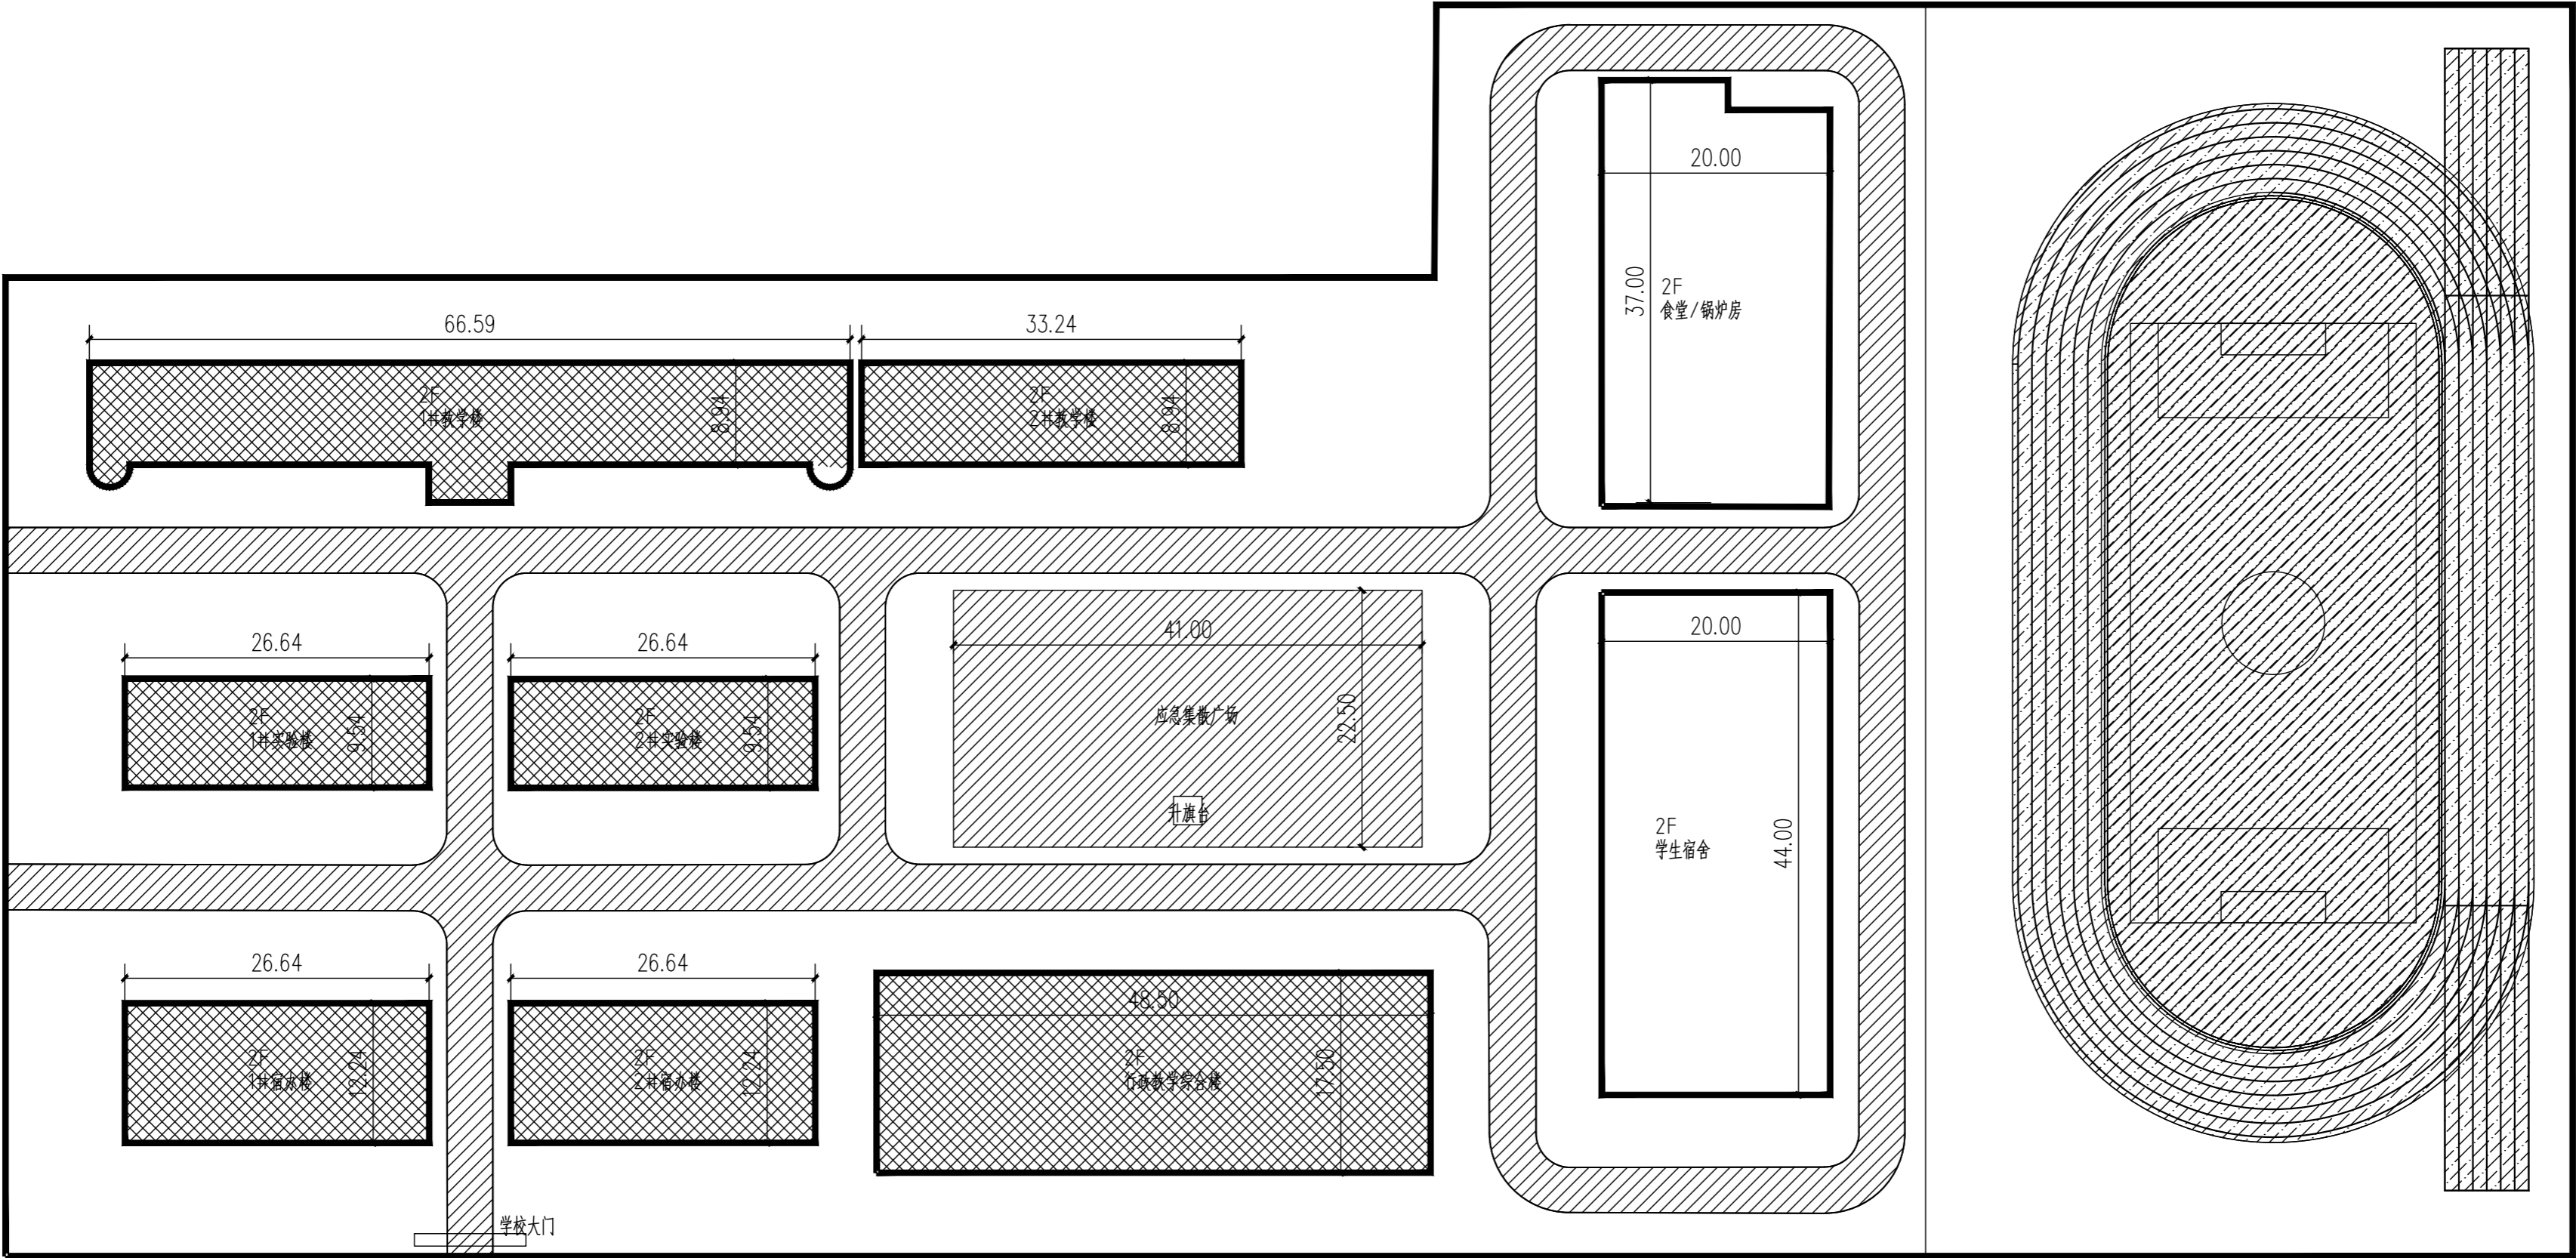 20.00
37.00
2F
食堂/锅炉房
66.59
33.24
2F
1#教学楼
8.94
2F
2#教学楼
8.94
26.64
26.64
41.00
20.00
2F
1#实验楼
9.54
2F
2#实验楼
9.54
应急集散广场
22.50
升旗台
2F
学生宿舍
44.00
26.64
26.64
48.50
2F
1#宿办楼
12.24
2F
2#宿办楼
12.24
2F
行政教学综合楼
17.50
学校大门